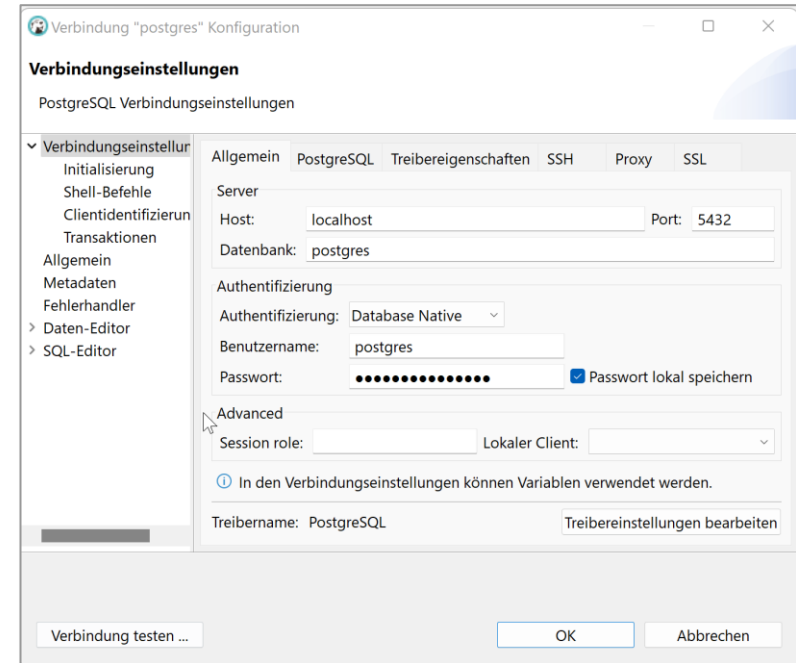 Verbindung "postgres" Konfiguration
Verbindungseinstellungen
PostgreSQL Verbindungseinstellungen
Verbindungseinstellur
Initialisierung
Shell-Befehle
Clientidentifizierun
Transaktionen
Allgemein
Metadaten
Fehlerhandler
Daten-Editor
SQL-Editor
Allgemein PostgreSQL Treibereigenschaften SSH Proxy SSL
Server
Host: localhost Port: 5432
Datenbank: postgres
Authentifizierung
Authentifizierung: Database Native
Benutzername: postgres
Passwort: ●●●●●●●●●●●●●●● Passwort lokal speichern
Advanced
Session role: Lokaler Client:
In den Verbindungseinstellungen können Variablen verwendet werden.
Treibername: PostgreSQL Treibereinstellungen bearbeiten
Verbindung testen ... OK Abbrechen